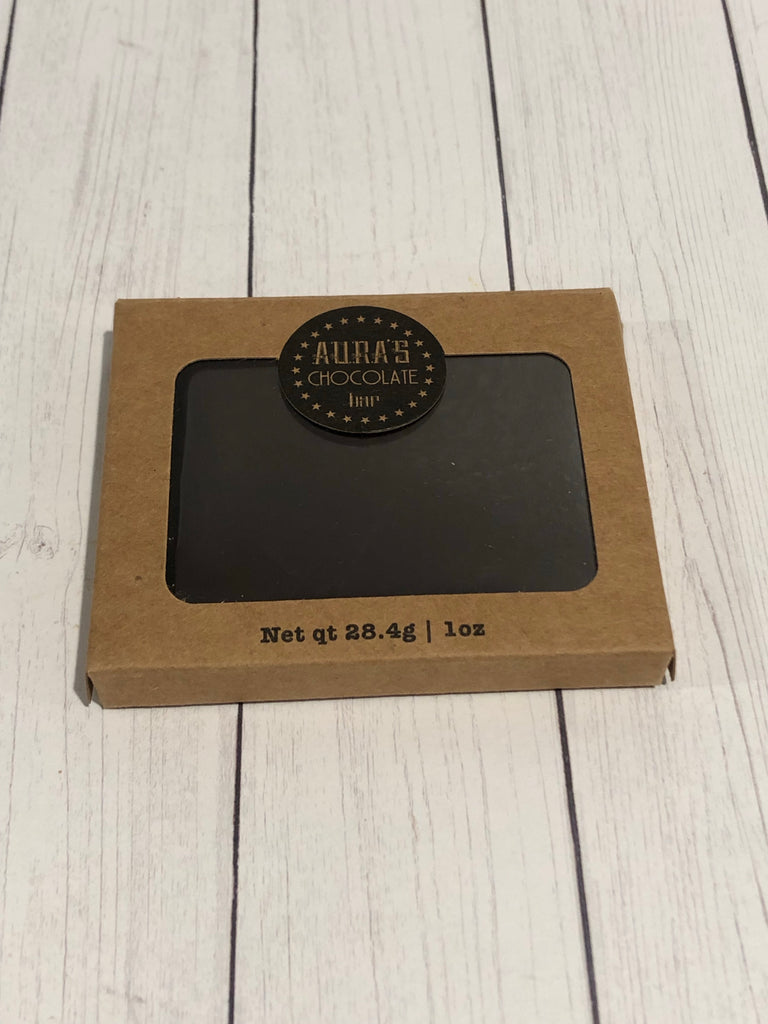 AURA'S
CHOCOLATE
bar
Net qt 28.4g | 1oz